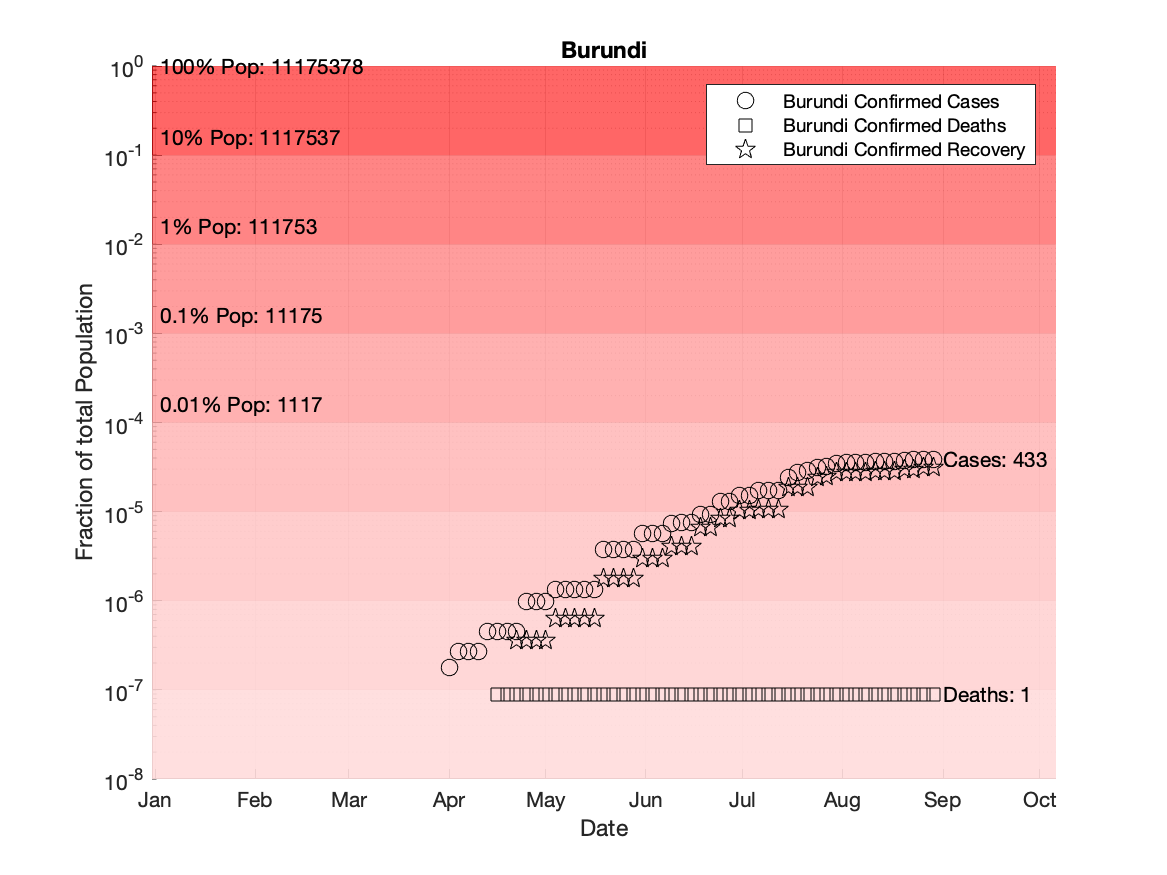 Burundi
10^0
100% Pop: 11175378
Burundi Confirmed Cases
Burundi Confirmed Deaths
Burundi Confirmed Recovery
10% Pop: 1117537
10^-1
1% Pop: 111753
10^-2
0.1% Pop: 11175
10^-3
0.01% Pop: 1117
10^-4
Cases: 433
10^-5
10^-6
10^-7
Deaths: 1
10^-8
Fraction of total Population
Jan Feb Mar Apr May Jun Jul Aug Sep Oct
Date